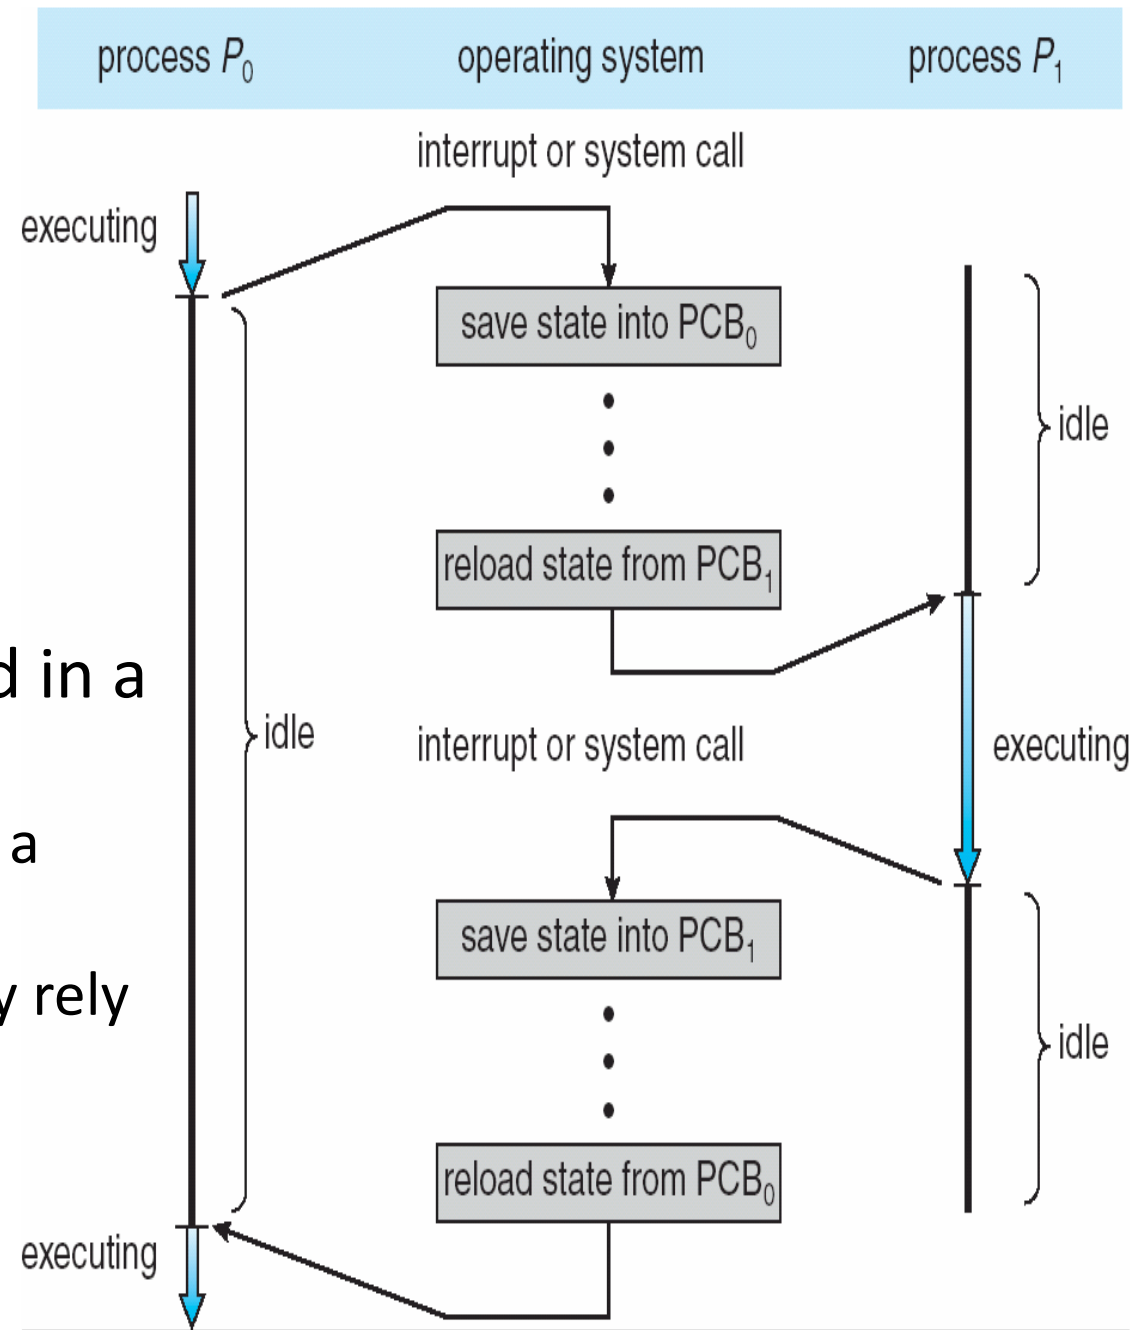 process P0 operating system process P1
interrupt or system call
executing
save state into PCB0
idle
reload state from PCB1
d in a
idle
interrupt or system call
executing
a
save state into PCB1
y rely
idle
reload state from PCB0
executing